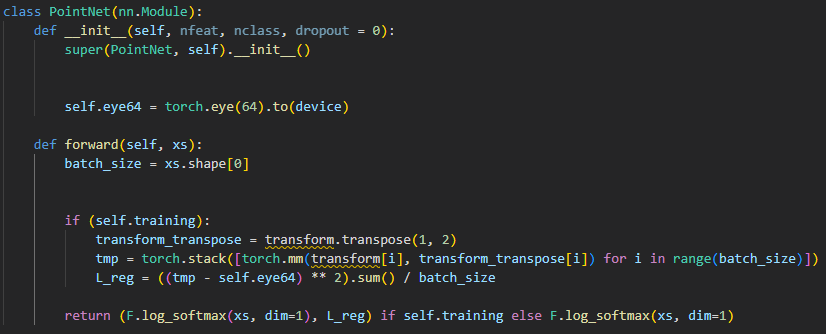 class PointNet(nn.Module):
    def __init__(self, nfeat, nclass, dropout = 0):
        super(PointNet, self).__init__()
        self.eye64 = torch.eye(64).to(device)
    def forward(self, xs):
        batch_size = xs.shape[0]
        if (self.training):
            transform_transpose = transform.transpose(1, 2)
            tmp = torch.stack([torch.mm(transform[i], transform_transpose[i]) for i in range(batch_size)])
            L_reg = ((tmp - self.eye64) ** 2).sum() / batch_size
        return (F.log_softmax(xs, dim=1), L_reg) if self.training else F.log_softmax(xs, dim=1)